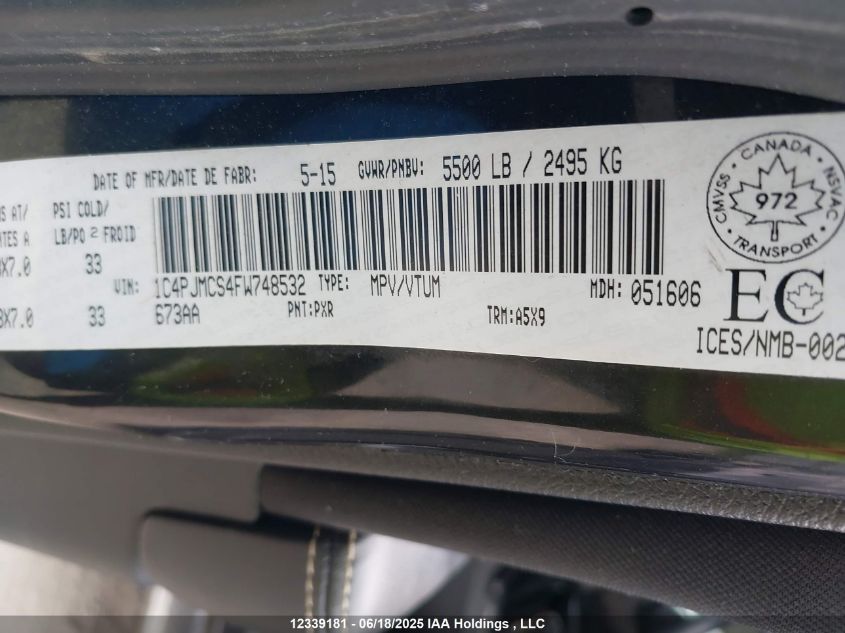 DATE OF MFR/DATE DE FABR: 5-15 GVWR/PNBV: 5500 LB / 2495 KG
AT/ PSI COLD/
A LB/PO 2 FROID
X7.0 33
VIN: 1C4PJMCS4FW748532 TYPE: MPV/VTUM MDH: 051606
X7.0 33 673AA PNT:PXR TRM:A5X9
CMVSS · CANADA · NSVAC
972
TRANSPORT
EC
ICES/NMB-002
12339181 - 06/18/2025 IAA Holdings , LLC